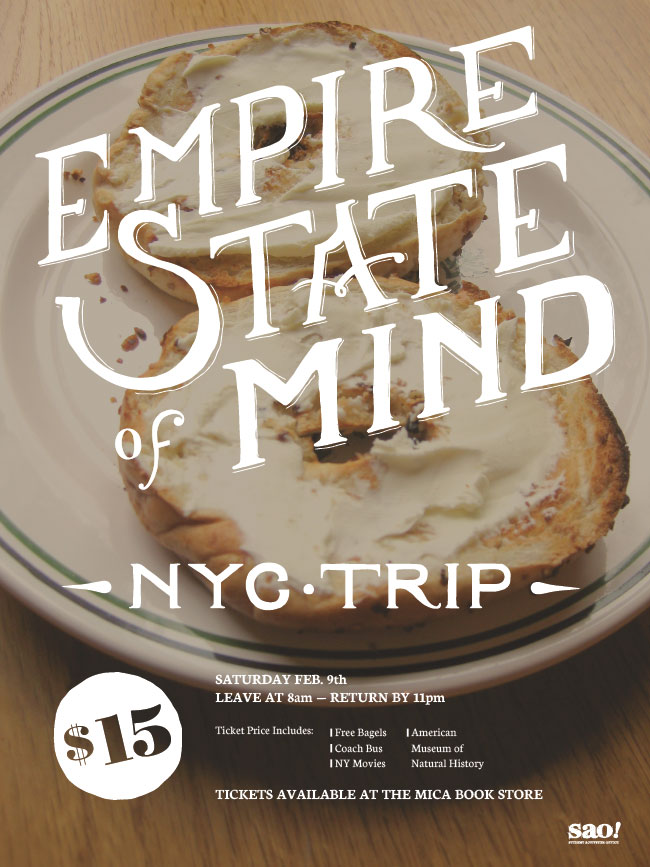 EMPIRE
STATE
of MIND
NYC · TRIP
$15
SATURDAY FEB. 9th
LEAVE AT 8am — RETURN BY 11pm
Ticket Price Includes:
Free Bagels
Coach Bus
NY Movies
American
Museum of
Natural History
TICKETS AVAILABLE AT THE MICA BOOK STORE
sao!